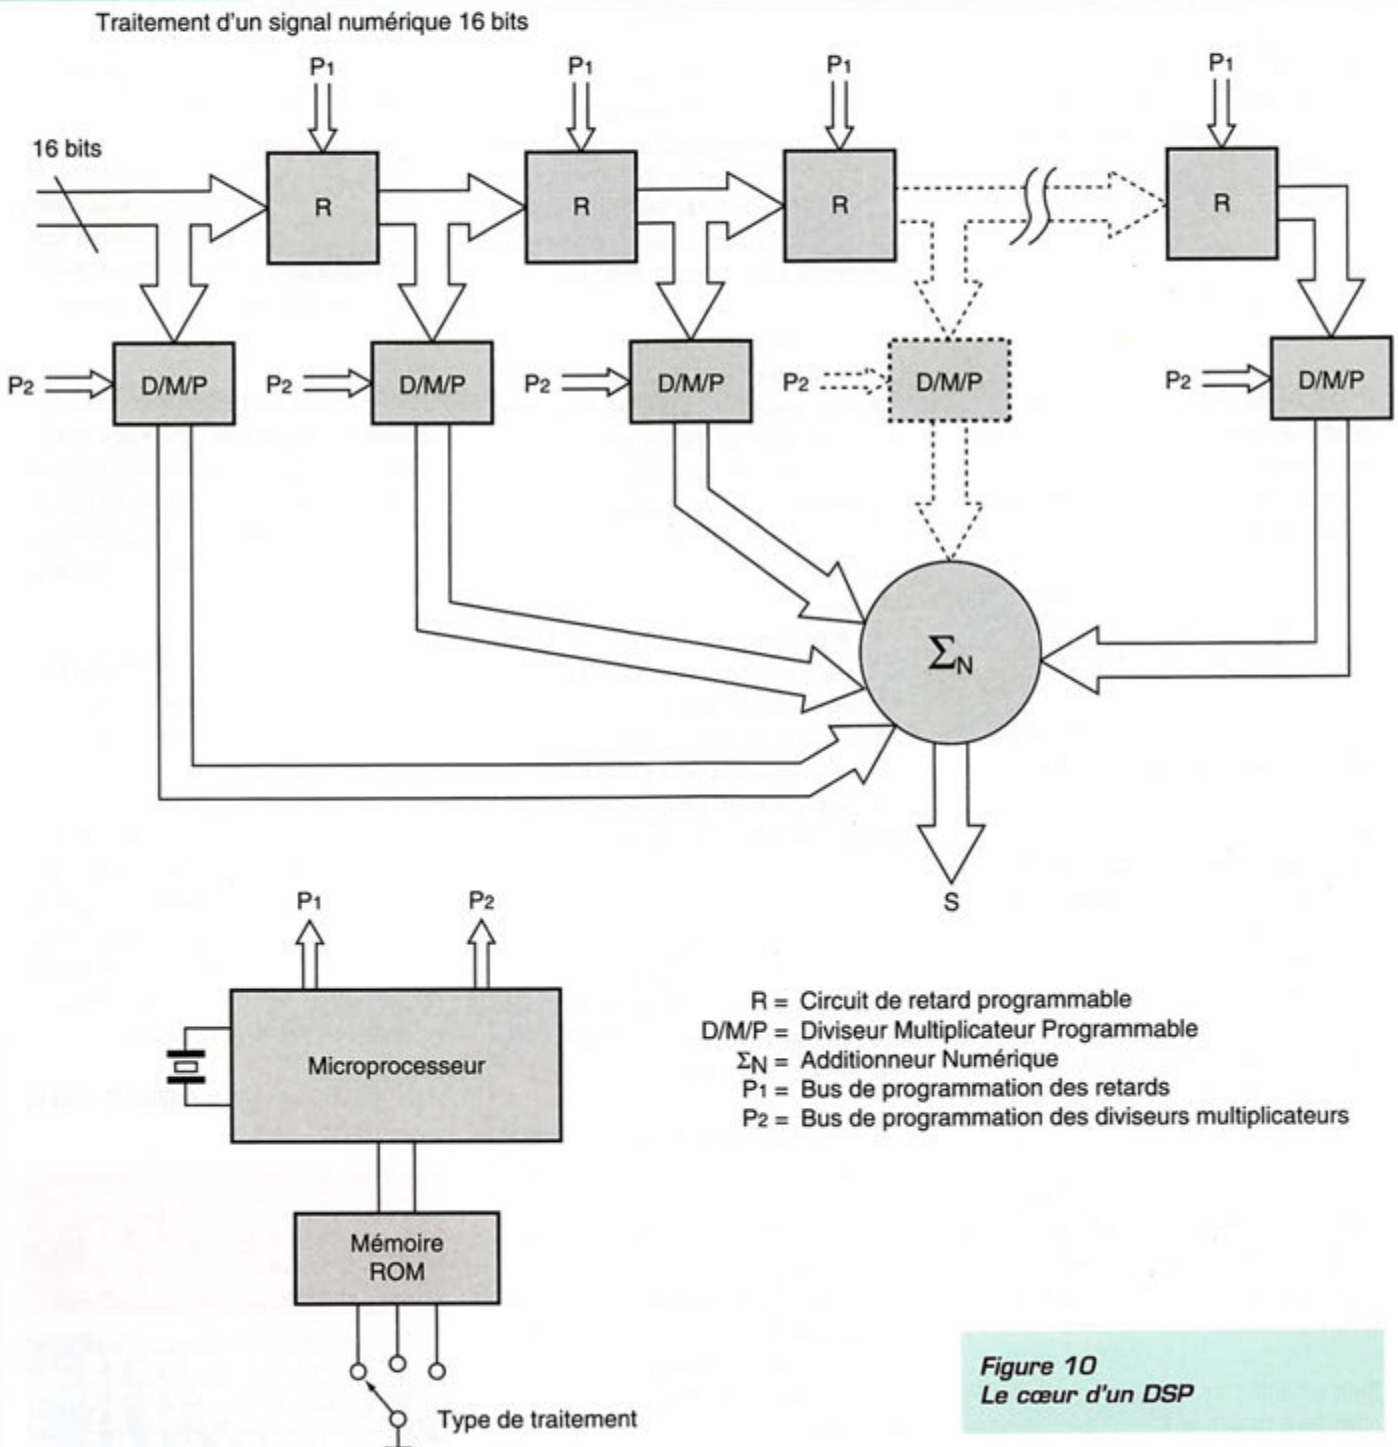 Traitement d'un signal numérique 16 bits
P1
P1
P1
P1
16 bits
R
R
R
R
P2
D/M/P
P2
D/M/P
P2
D/M/P
P2
D/M/P
P2
D/M/P
ΣN
S
P1
P2
Microprocesseur
Mémoire
ROM
Type de traitement
R = Circuit de retard programmable
D/M/P = Diviseur Multiplicateur Programmable
ΣN = Additionneur Numérique
P1 = Bus de programmation des retards
P2 = Bus de programmation des diviseurs multiplicateurs
Figure 10
Le cœur d'un DSP